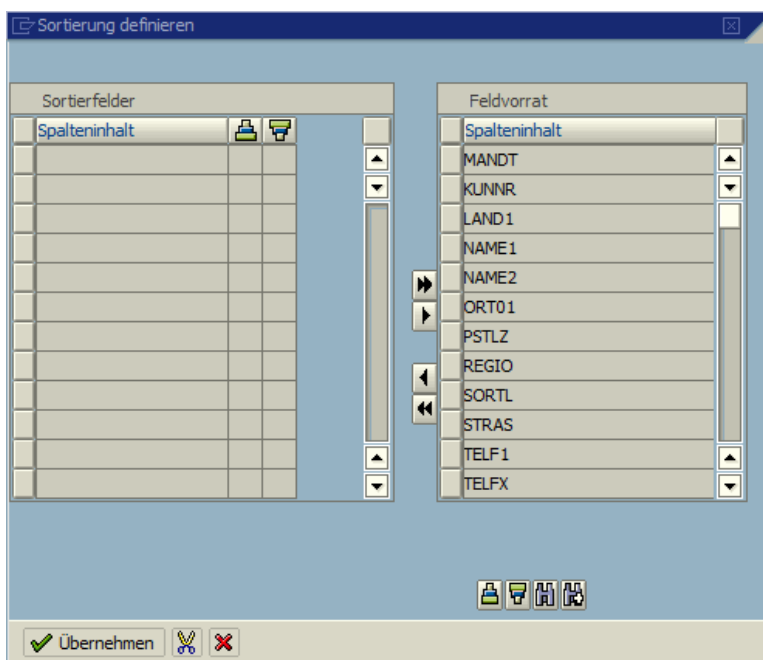 Sortierung definieren
Sortierfelder
Spalteninhalt
Feldvorrat
Spalteninhalt
MANDT
KUNNR
LAND1
NAME1
NAME2
ORT01
PSTLZ
REGIO
SORTL
STRAS
TELF1
TELFX
Übernehmen